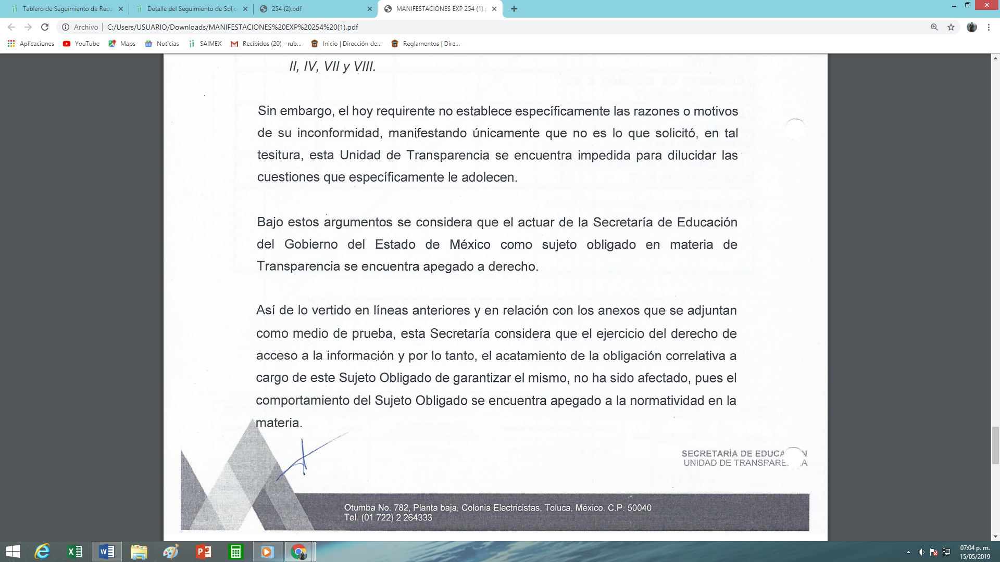 Tablero de Seguimiento de Recu
Detalle del Seguimiento de Solici
254 (2).pdf
MANIFESTACIONES EXP 254 (1).p
Archivo
C:/Users/USUARIO/Downloads/MANIFESTACIONES%20EXP%20254%20(1).pdf
Aplicaciones
YouTube
Maps
Noticias
SAIMEX
Recibidos (20) - rub...
Inicio | Dirección de...
Reglamentos | Dire...
II, IV, VII y VIII.
Sin embargo, el hoy requirente no establece específicamente las razones o motivos
de su inconformidad, manifestando únicamente que no es lo que solicitó, en tal
tesitura, esta Unidad de Transparencia se encuentra impedida para dilucidar las
cuestiones que específicamente le adolecen.
Bajo estos argumentos se considera que el actuar de la Secretaría de Educación
del Gobierno del Estado de México como sujeto obligado en materia de
Transparencia se encuentra apegado a derecho.
Así de lo vertido en líneas anteriores y en relación con los anexos que se adjuntan
como medio de prueba, esta Secretaría considera que el ejercicio del derecho de
acceso a la información y por lo tanto, el acatamiento de la obligación correlativa a
cargo de este Sujeto Obligado de garantizar el mismo, no ha sido afectado, pues el
comportamiento del Sujeto Obligado se encuentra apegado a la normatividad en la
materia.
SECRETARÍA DE EDUCA N
UNIDAD DE TRANSPARE A
Otumba No. 782, Planta baja, Colonia Electricistas, Toluca, México. C.P. 50040
Tel. (01 722) 2 264333
07:04 p. m.
15/05/2019